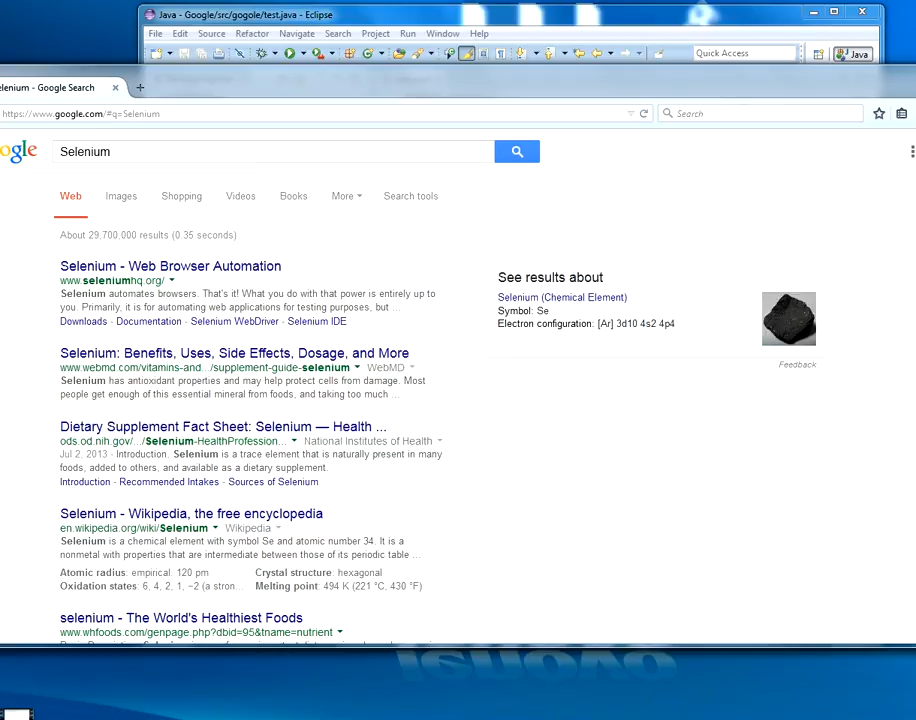 Java - Google/src/gogole/test.java - Eclipse
File Edit Source Refactor Navigate Search Project Run Window Help
Quick Access
Java
elenium - Google Search
https://www.google.com/#q=Selenium
Search
ogle
Selenium
Web Images Shopping Videos Books More Search tools
About 29,700,000 results (0.35 seconds)
Selenium - Web Browser Automation
www.seleniumhq.org/
Selenium automates browsers. That's it! What you do with that power is entirely up to
you. Primarily, it is for automating web applications for testing purposes, but ...
Downloads - Documentation - Selenium WebDriver - Selenium IDE
Selenium: Benefits, Uses, Side Effects, Dosage, and More
www.webmd.com/vitamins-and.../supplement-guide-selenium WebMD
Selenium has antioxidant properties and may help protect cells from damage. Most
people get enough of this essential mineral from foods, and taking too much ...
Dietary Supplement Fact Sheet: Selenium — Health ...
ods.od.nih.gov/.../Selenium-HealthProfession... National Institutes of Health
Jul 2, 2013 - Introduction. Selenium is a trace element that is naturally present in many
foods, added to others, and available as a dietary supplement.
Introduction - Recommended Intakes - Sources of Selenium
Selenium - Wikipedia, the free encyclopedia
en.wikipedia.org/wiki/Selenium Wikipedia
Selenium is a chemical element with symbol Se and atomic number 34. It is a
nonmetal with properties that are intermediate between those of its periodic table ...
Atomic radius: empirical: 120 pm Crystal structure: hexagonal
Oxidation states: 6, 4, 2, 1, −2 (a stron... Melting point: 494 K (221 °C, 430 °F)
selenium - The World's Healthiest Foods
www.whfoods.com/genpage.php?dbid=95&tname=nutrient
See results about
Selenium (Chemical Element)
Symbol: Se
Electron configuration: [Ar] 3d10 4s2 4p4
Feedback